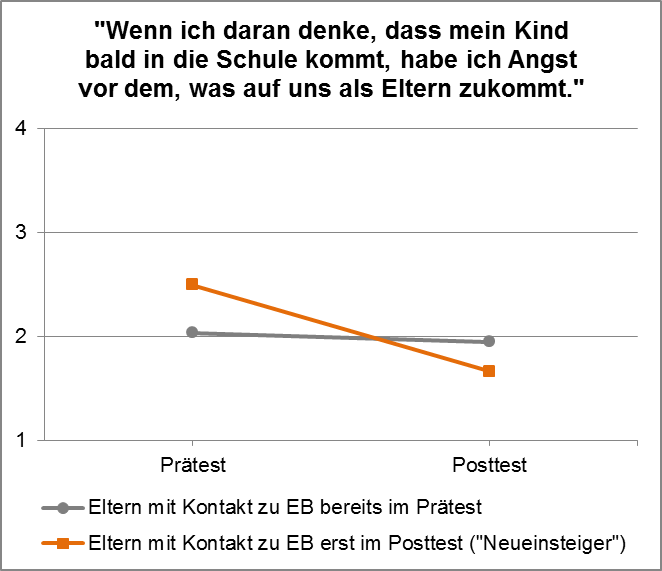 "Wenn ich daran denke, dass mein Kind
bald in die Schule kommt, habe ich Angst
vor dem, was auf uns als Eltern zukommt."
4
3
2
1
Prätest
Posttest
Eltern mit Kontakt zu EB bereits im Prätest
Eltern mit Kontakt zu EB erst im Posttest ("Neueinsteiger")